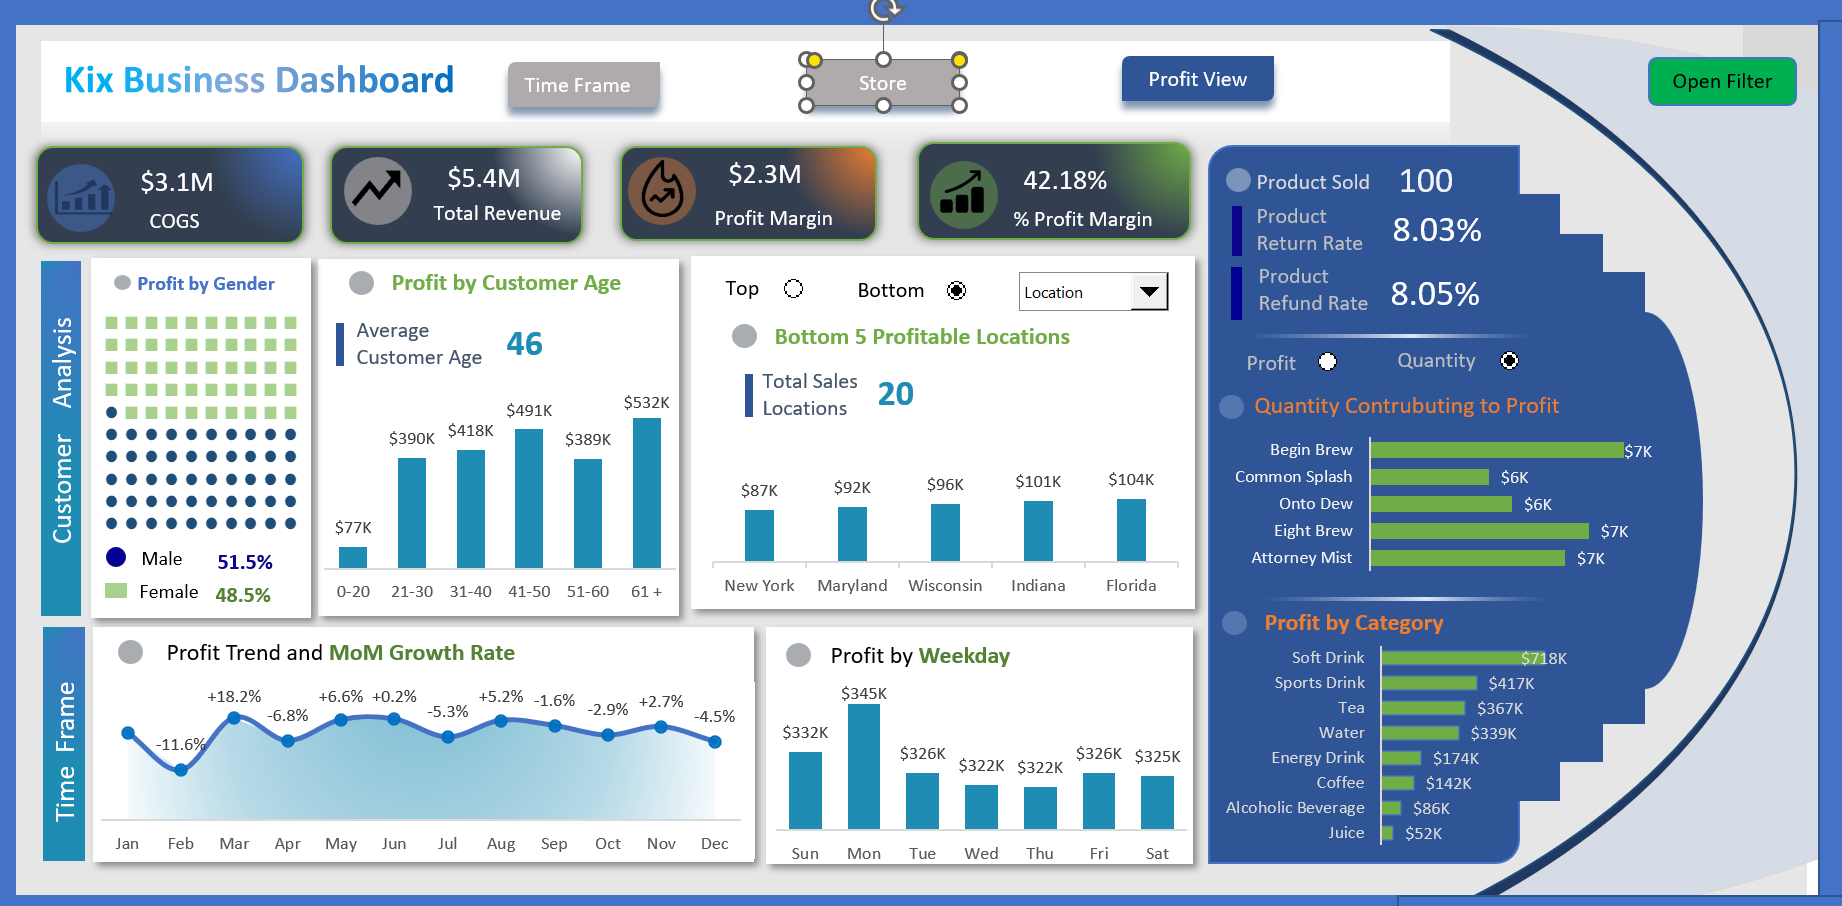 Kix Business Dashboard
Time Frame
Store
Profit View
Open Filter
$3.1M
COGS
$5.4M
Total Revenue
$2.3M
Profit Margin
42.18%
% Profit Margin
Product Sold 100
Product
Return Rate
8.03%
Product
Refund Rate
8.05%
Customer Analysis
Profit by Gender
Male 51.5%
Female 48.5%
Profit by Customer Age
Average
Customer Age
46
$77K
$390K
$418K
$491K
$389K
$532K
0-20 21-30 31-40 41-50 51-60 61 +
Top
Bottom
Location
Bottom 5 Profitable Locations
Total Sales
Locations
20
$87K $92K $96K $101K $104K
New York Maryland Wisconsin Indiana Florida
Profit
Quantity
Quantity Contrubuting to Profit
Begin Brew $7K
Common Splash $6K
Onto Dew $6K
Eight Brew $7K
Attorney Mist $7K
Profit by Category
Soft Drink $718K
Sports Drink $417K
Tea $367K
Water $339K
Energy Drink $174K
Coffee $142K
Alcoholic Beverage $86K
Juice $52K
Time Frame
Profit Trend and MoM Growth Rate
-11.6% +18.2% -6.8% +6.6% +0.2% -5.3% +5.2% -1.6% -2.9% +2.7% -4.5%
Jan Feb Mar Apr May Jun Jul Aug Sep Oct Nov Dec
Profit by Weekday
$332K $345K $326K $322K $322K $326K $325K
Sun Mon Tue Wed Thu Fri Sat